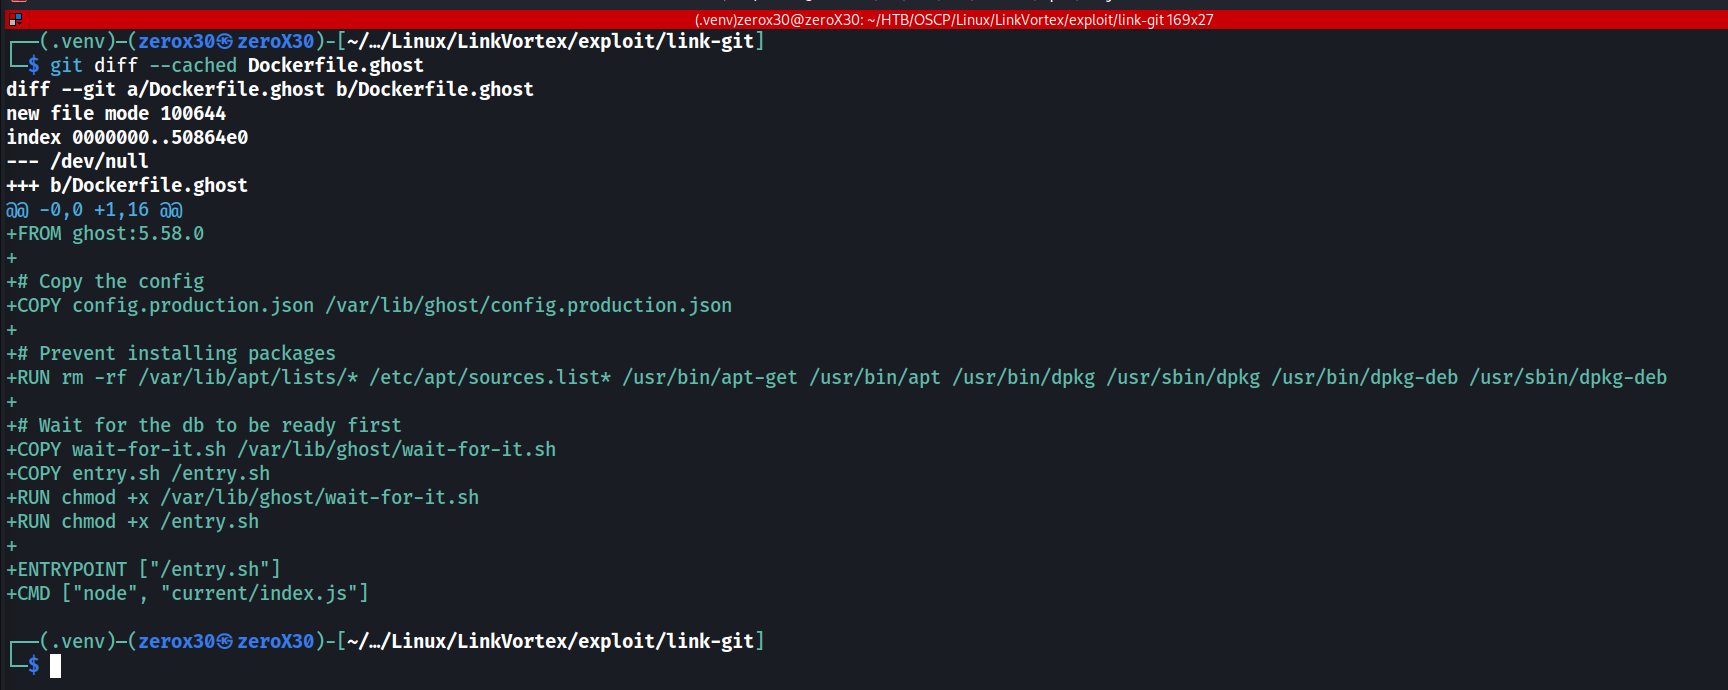 (.venv)zerox30@zeroX30: ~/HTB/OSCP/Linux/LinkVortex/exploit/link-git 169x27
┌──(.venv)─(zerox30㉿zeroX30)-[~/…/Linux/LinkVortex/exploit/link-git]
└─$ git diff --cached Dockerfile.ghost
diff --git a/Dockerfile.ghost b/Dockerfile.ghost
new file mode 100644
index 0000000..50864e0
--- /dev/null
+++ b/Dockerfile.ghost
@@ -0,0 +1,16 @@
+FROM ghost:5.58.0
+
+# Copy the config
+COPY config.production.json /var/lib/ghost/config.production.json
+
+# Prevent installing packages
+RUN rm -rf /var/lib/apt/lists/* /etc/apt/sources.list* /usr/bin/apt-get /usr/bin/apt /usr/bin/dpkg /usr/sbin/dpkg /usr/bin/dpkg-deb /usr/sbin/dpkg-deb
+
+# Wait for the db to be ready first
+COPY wait-for-it.sh /var/lib/ghost/wait-for-it.sh
+COPY entry.sh /entry.sh
+RUN chmod +x /var/lib/ghost/wait-for-it.sh
+RUN chmod +x /entry.sh
+
+ENTRYPOINT ["/entry.sh"]
+CMD ["node", "current/index.js"]
┌──(.venv)─(zerox30㉿zeroX30)-[~/…/Linux/LinkVortex/exploit/link-git]
└─$